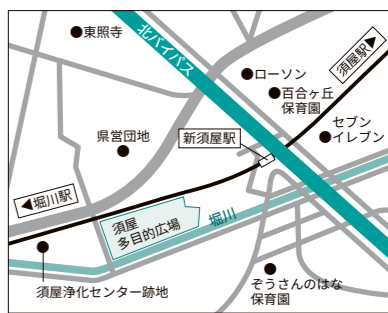 東照寺
北バイパス
ローソン
須屋駅
百合ヶ丘
保育園
セブン
イレブン
県営団地
新須屋駅
堀川駅
須屋
多目的広場
堀川
須屋浄化センター跡地
ぞうさんのはな
保育園